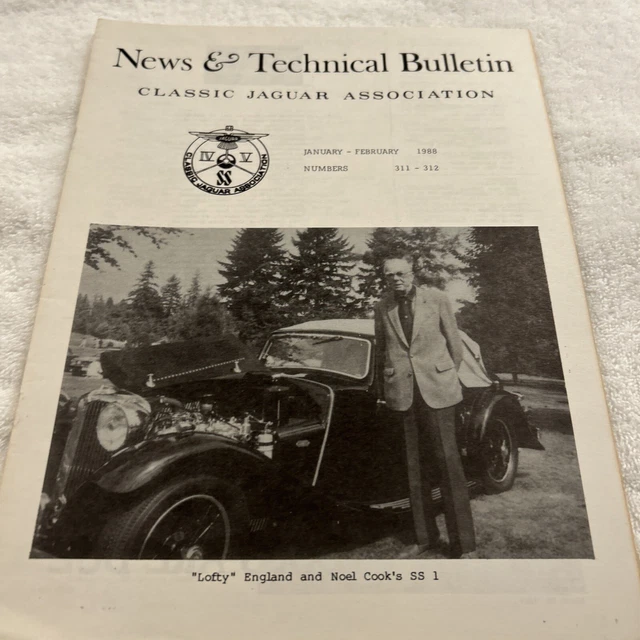 News & Technical Bulletin
CLASSIC JAGUAR ASSOCIATION
JAGUAR
IV V
SS
CLASSIC JAGUAR ASSOCIATION
JANUARY - FEBRUARY 1988
NUMBERS 311 - 312
"Lofty" England and Noel Cook's SS 1